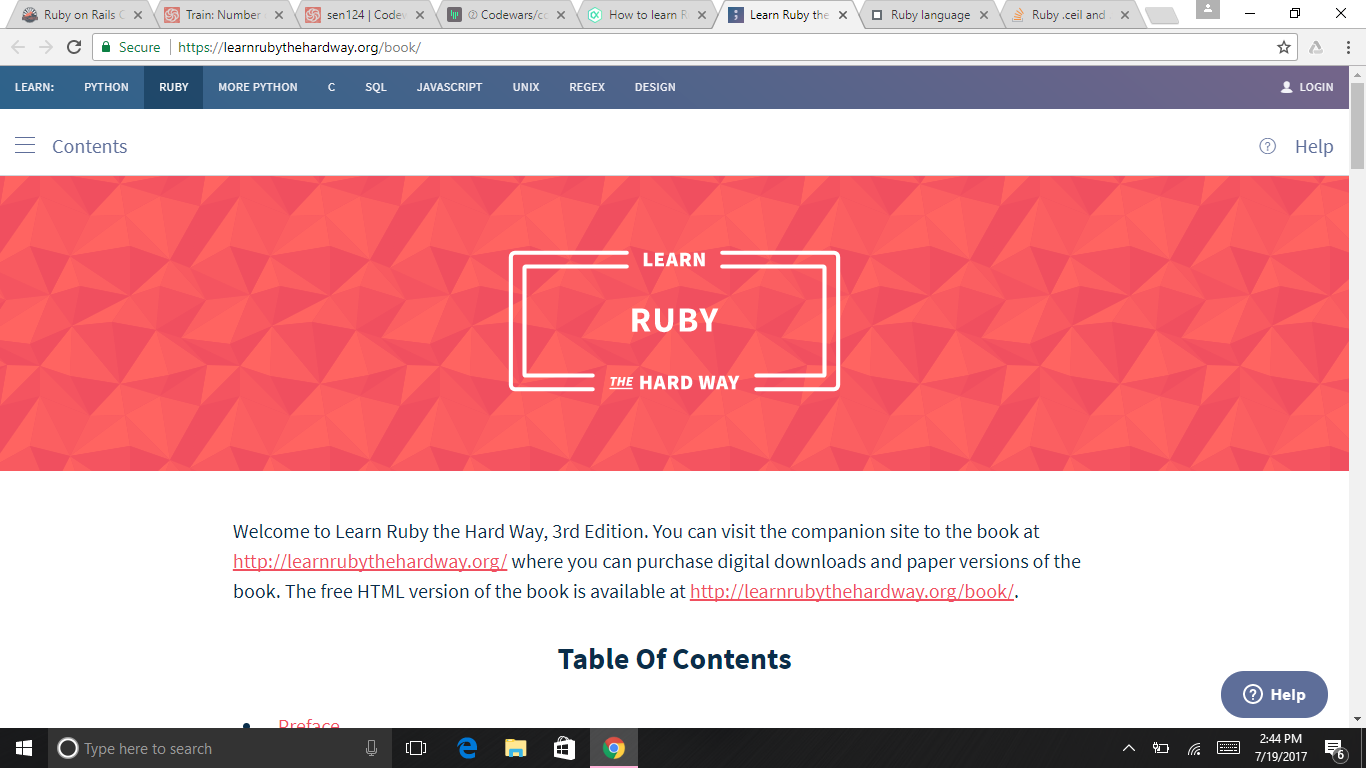 Ruby on Rails
Train: Number
sen124 | Codew
Codewars/co
How to learn R
Learn Ruby the
Ruby language
Ruby .ceil and
Secure
https://learnrubythehardway.org/book/
LEARN:
PYTHON
RUBY
MORE PYTHON
C
SQL
JAVASCRIPT
UNIX
REGEX
DESIGN
LOGIN
Contents
Help
LEARN
RUBY
THE HARD WAY
Welcome to Learn Ruby the Hard Way, 3rd Edition. You can visit the companion site to the book at
http://learnrubythehardway.org/ where you can purchase digital downloads and paper versions of the
book. The free HTML version of the book is available at http://learnrubythehardway.org/book/.
Table Of Contents
Preface
Help
Type here to search
2:44 PM
7/19/2017
6